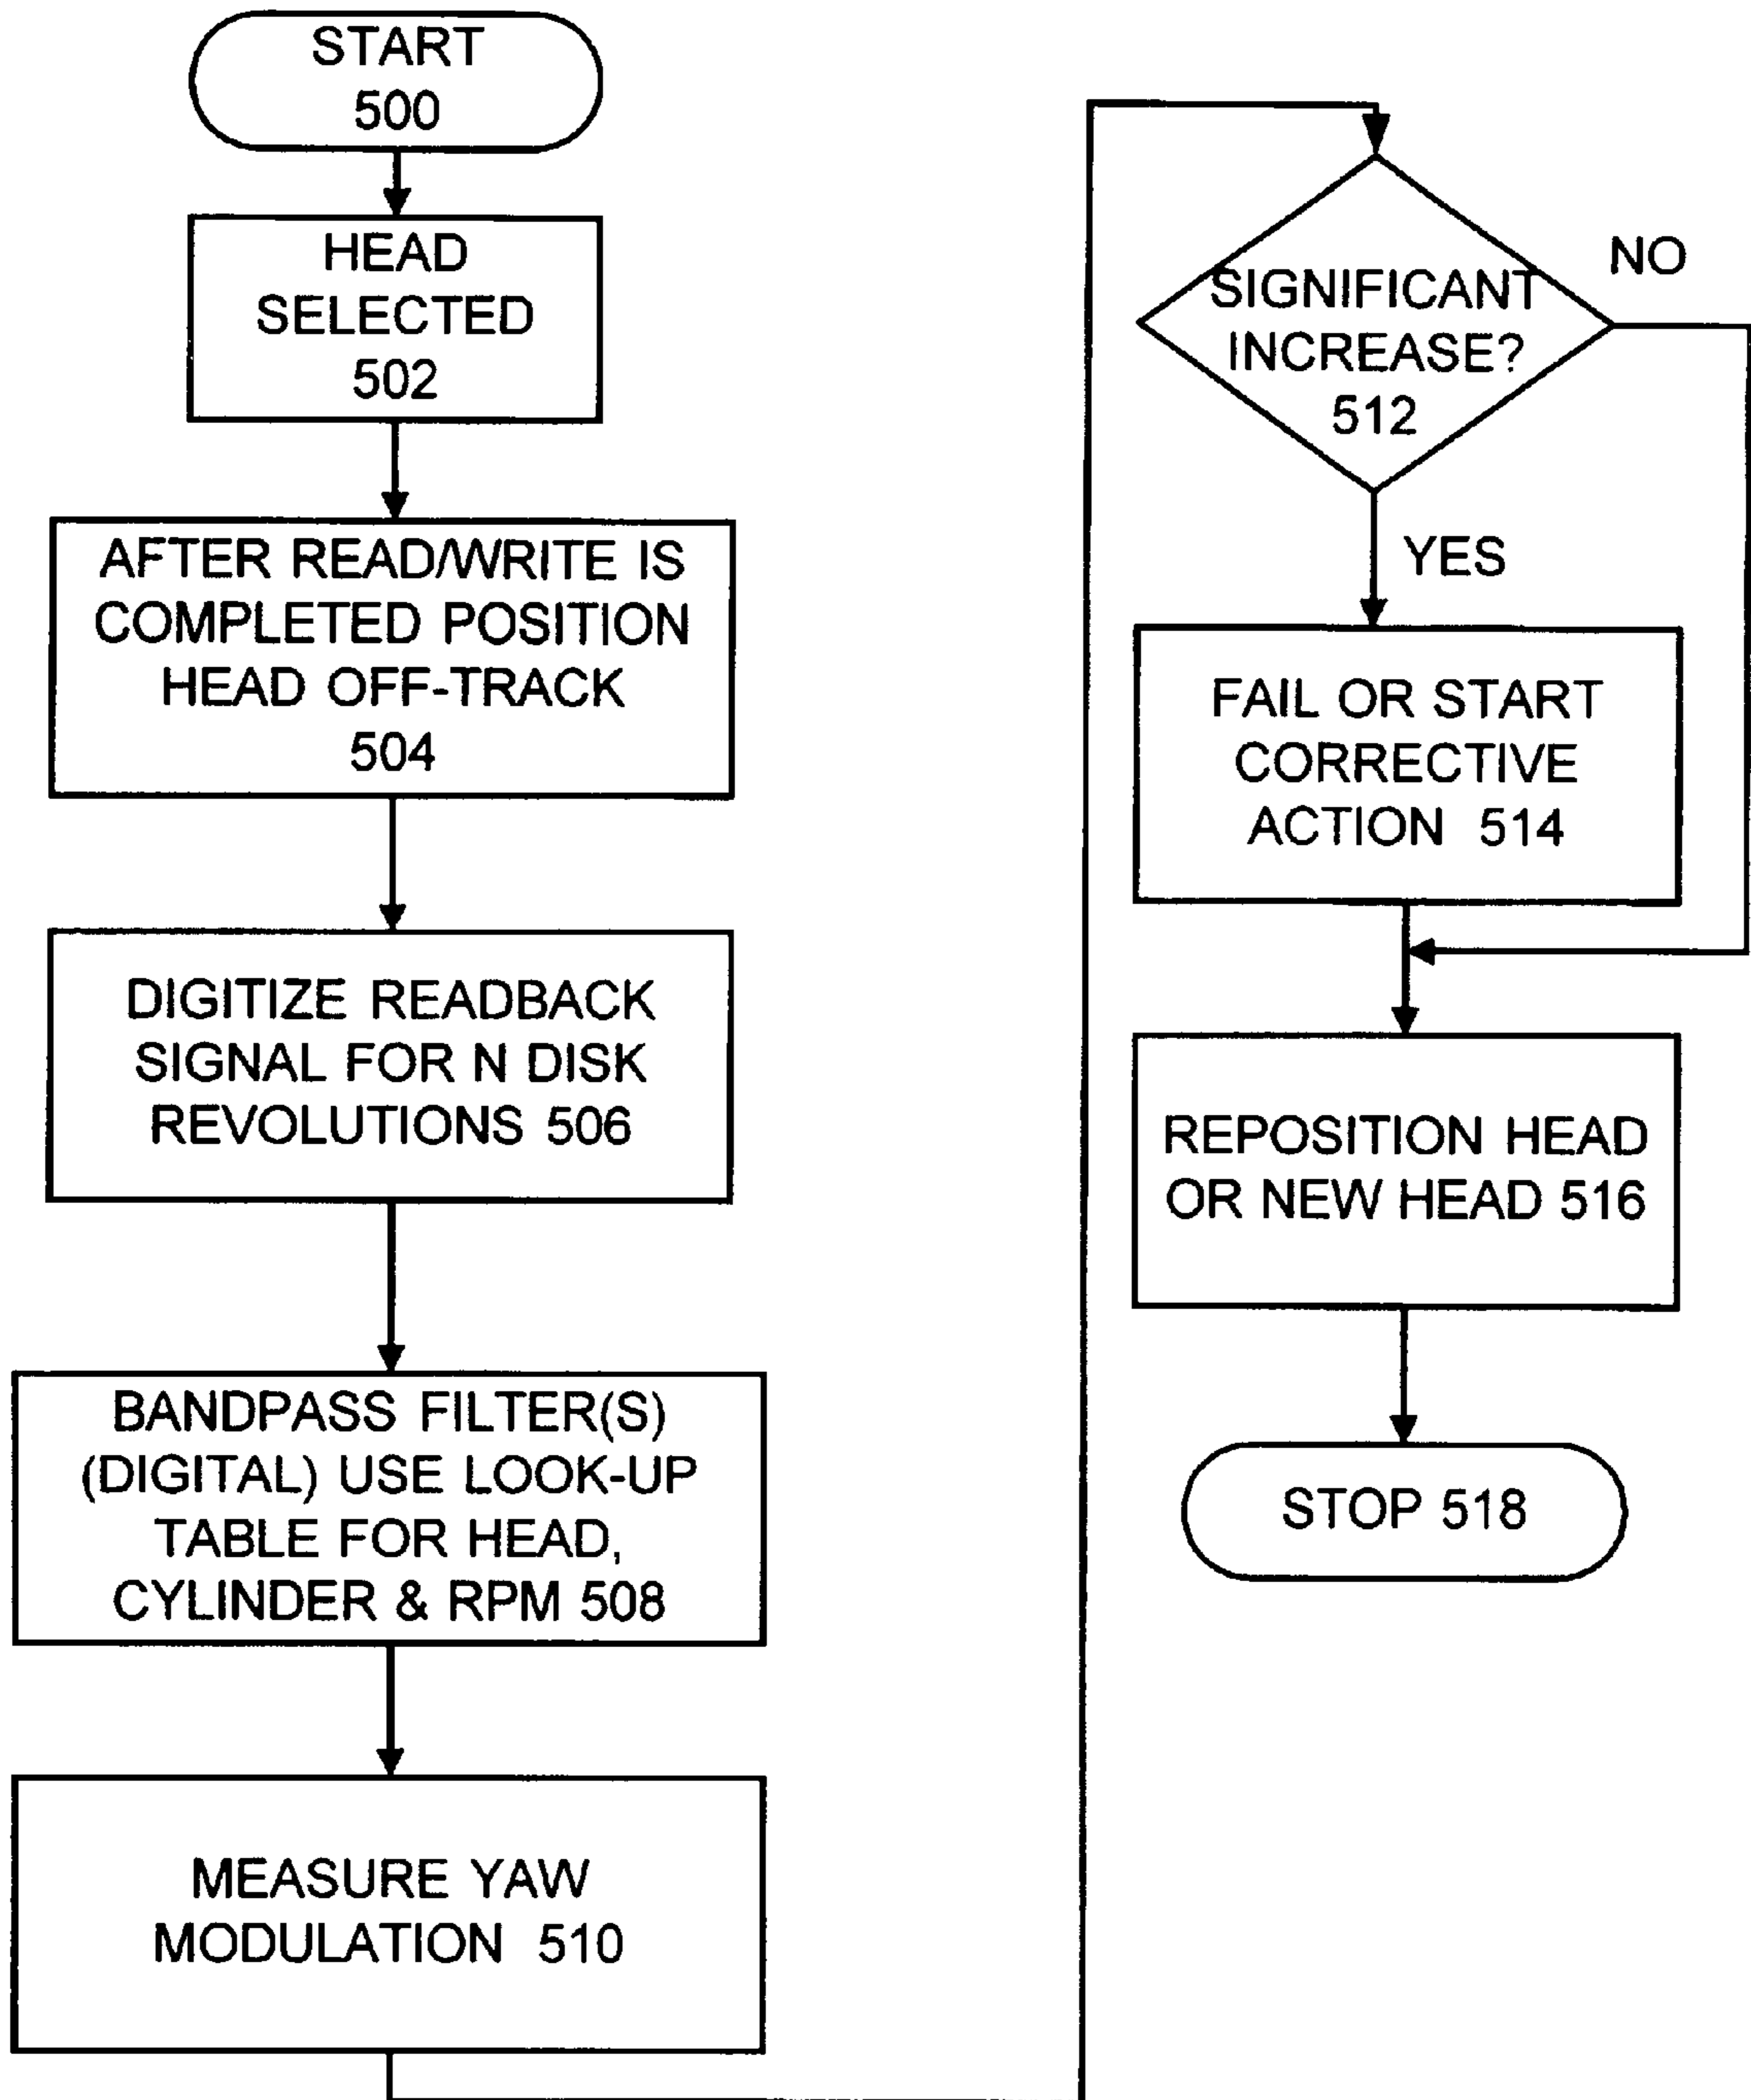 START
500
HEAD
SELECTED
502
AFTER READ/WRITE IS
COMPLETED POSITION
HEAD OFF-TRACK
504
DIGITIZE READBACK
SIGNAL FOR N DISK
REVOLUTIONS 506
BANDPASS FILTER(S)
(DIGITAL) USE LOOK-UP
TABLE FOR HEAD,
CYLINDER & RPM 508
MEASURE YAW
MODULATION 510
SIGNIFICANT
INCREASE?
512
NO
YES
FAIL OR START
CORRECTIVE
ACTION 514
REPOSITION HEAD
OR NEW HEAD 516
STOP 518